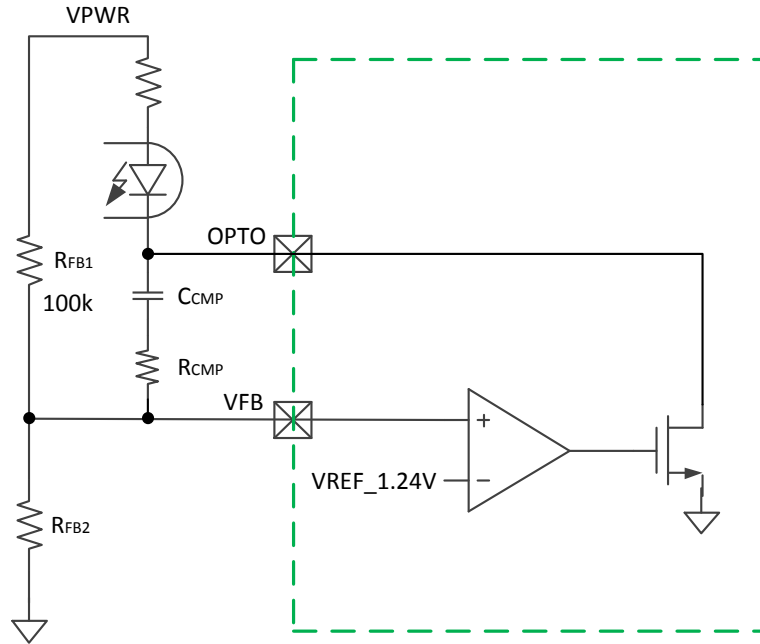 VPWR
OPTO
RFB1
100k
CCMP
RCMP
VFB
+
VREF_1.24V
−
RFB2